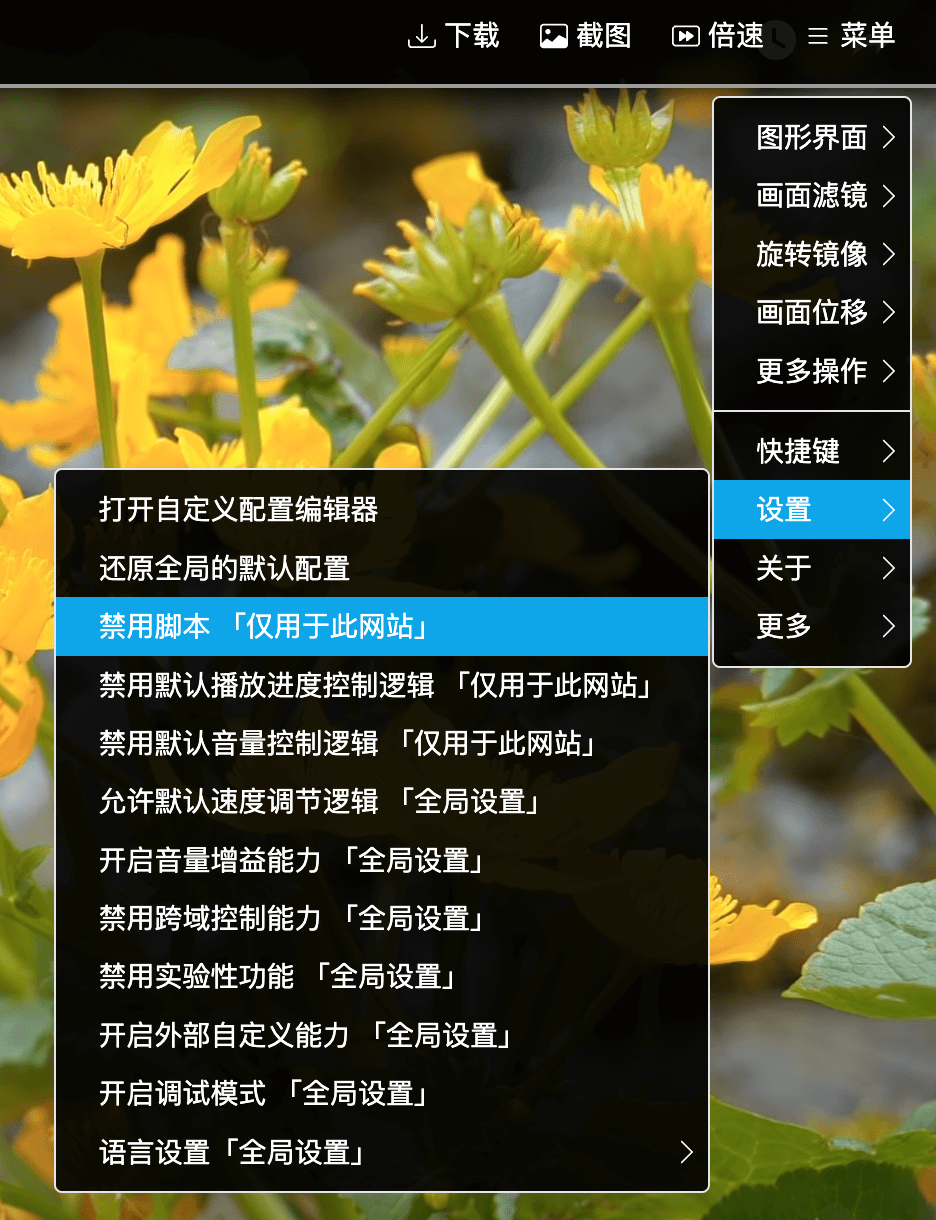 下载 截图 倍速 菜单
图形界面
画面滤镜
旋转镜像
画面位移
更多操作
快捷键
设置
关于
更多
打开自定义配置编辑器
还原全局的默认配置
禁用脚本 「仅用于此网站」
禁用默认播放进度控制逻辑 「仅用于此网站」
禁用默认音量控制逻辑 「仅用于此网站」
允许默认速度调节逻辑 「全局设置」
开启音量增益能力 「全局设置」
禁用跨域控制能力 「全局设置」
禁用实验性功能 「全局设置」
开启外部自定义能力 「全局设置」
开启调试模式 「全局设置」
语言设置「全局设置」